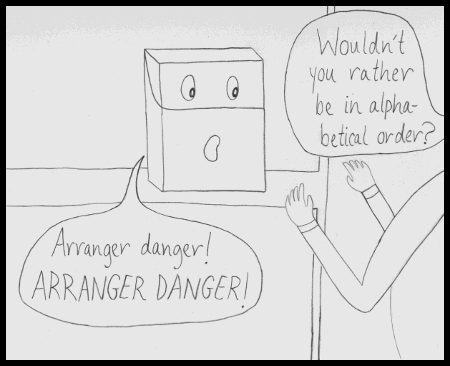 Wouldn't
you rather
be in alpha-
betical order?
Arranger danger!
ARRANGER DANGER!